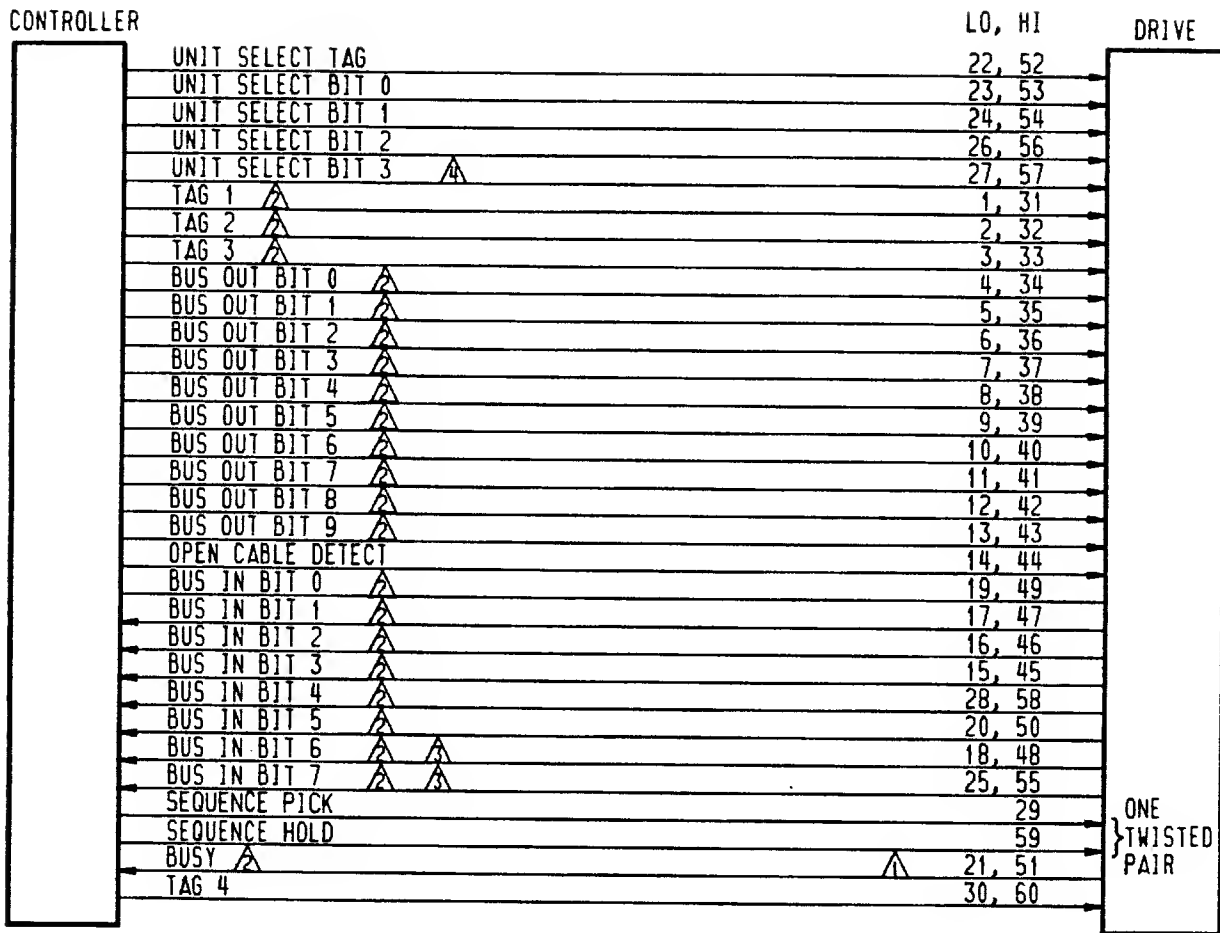 CONTROLLER LO, HI DRIVE
UNIT SELECT TAG 22, 52
UNIT SELECT BIT 0 23, 53
UNIT SELECT BIT 1 24, 54
UNIT SELECT BIT 2 26, 56
UNIT SELECT BIT 3 4 27, 57
TAG 1 2 1, 31
TAG 2 2 2, 32
TAG 3 2 3, 33
BUS OUT BIT 0 2 4, 34
BUS OUT BIT 1 2 5, 35
BUS OUT BIT 2 2 6, 36
BUS OUT BIT 3 2 7, 37
BUS OUT BIT 4 2 8, 38
BUS OUT BIT 5 2 9, 39
BUS OUT BIT 6 2 10, 40
BUS OUT BIT 7 2 11, 41
BUS OUT BIT 8 2 12, 42
BUS OUT BIT 9 2 13, 43
OPEN CABLE DETECT 14, 44
BUS IN BIT 0 2 19, 49
BUS IN BIT 1 2 17, 47
BUS IN BIT 2 2 16, 46
BUS IN BIT 3 2 15, 45
BUS IN BIT 4 2 28, 58
BUS IN BIT 5 2 20, 50
BUS IN BIT 6 2 3 18, 48
BUS IN BIT 7 2 3 25, 55
SEQUENCE PICK 29 ONE
SEQUENCE HOLD 59 TWISTED
BUSY 2 1 21, 51 PAIR
TAG 4 30, 60